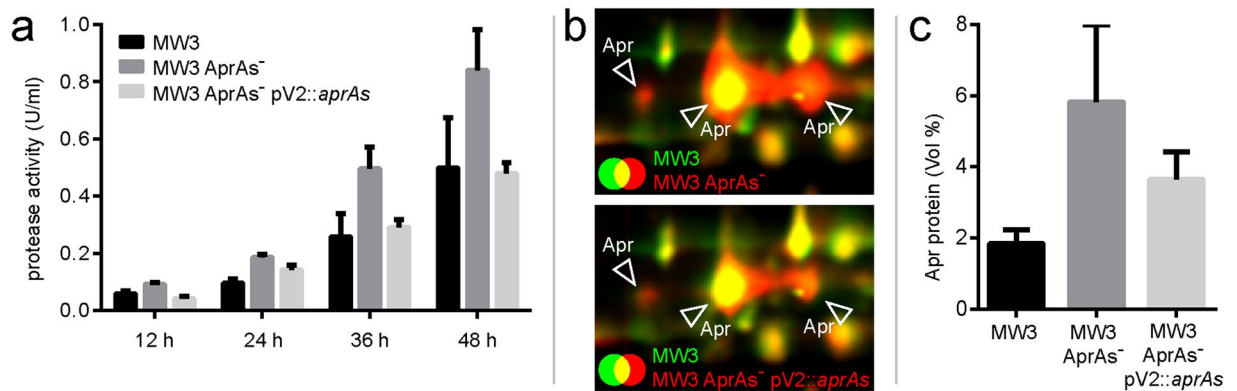 a
protease activity (U/ml)
1.0
0.8
0.6
0.4
0.2
0.0
MW3
MW3 AprAs⁻
MW3 AprAs⁻ pV2::aprAs
12 h
24 h
36 h
48 h
b
Apr
Apr
Apr
MW3
MW3 AprAs⁻
Apr
Apr
Apr
MW3
MW3 AprAs⁻ pV2::aprAs
c
Apr protein (Vol %)
8
6
4
2
0
MW3
MW3
AprAs⁻
MW3
AprAs⁻
pV2::aprAs